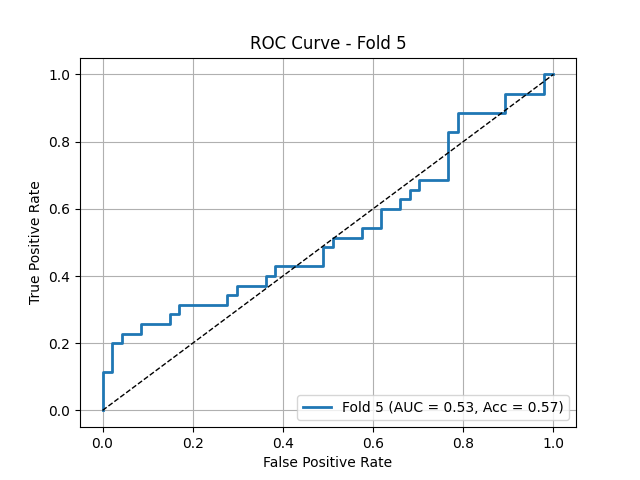 ROC Curve - Fold 5
True Positive Rate
1.0
0.8
0.6
0.4
0.2
0.0
Fold 5 (AUC = 0.53, Acc = 0.57)
0.0 0.2 0.4 0.6 0.8 1.0
False Positive Rate